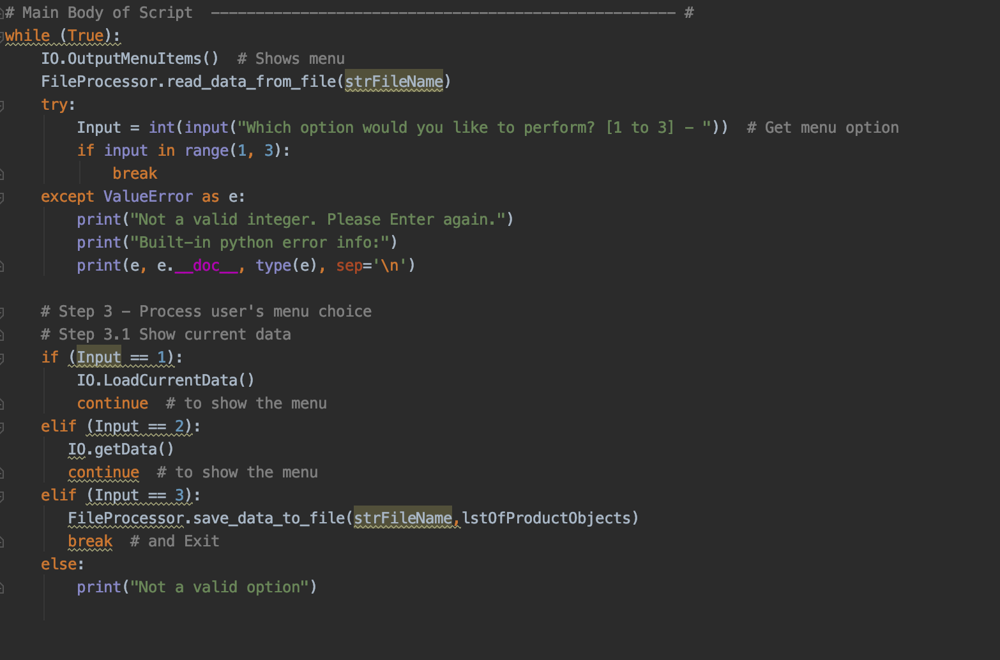 # Main Body of Script  ---------------------------------------------------- #
while (True):
    IO.OutputMenuItems()  # Shows menu
    FileProcessor.read_data_from_file(strFileName)
    try:
        Input = int(input("Which option would you like to perform? [1 to 3] - "))  # Get menu option
        if input in range(1, 3):
            break
    except ValueError as e:
        print("Not a valid integer. Please Enter again.")
        print("Built-in python error info:")
        print(e, e.__doc__, type(e), sep='\n')

    # Step 3 - Process user's menu choice
    # Step 3.1 Show current data
    if (Input == 1):
        IO.LoadCurrentData()
        continue  # to show the menu
    elif (Input == 2):
       IO.getData()
       continue  # to show the menu
    elif (Input == 3):
       FileProcessor.save_data_to_file(strFileName,lstOfProductObjects)
       break  # and Exit
    else:
        print("Not a valid option")